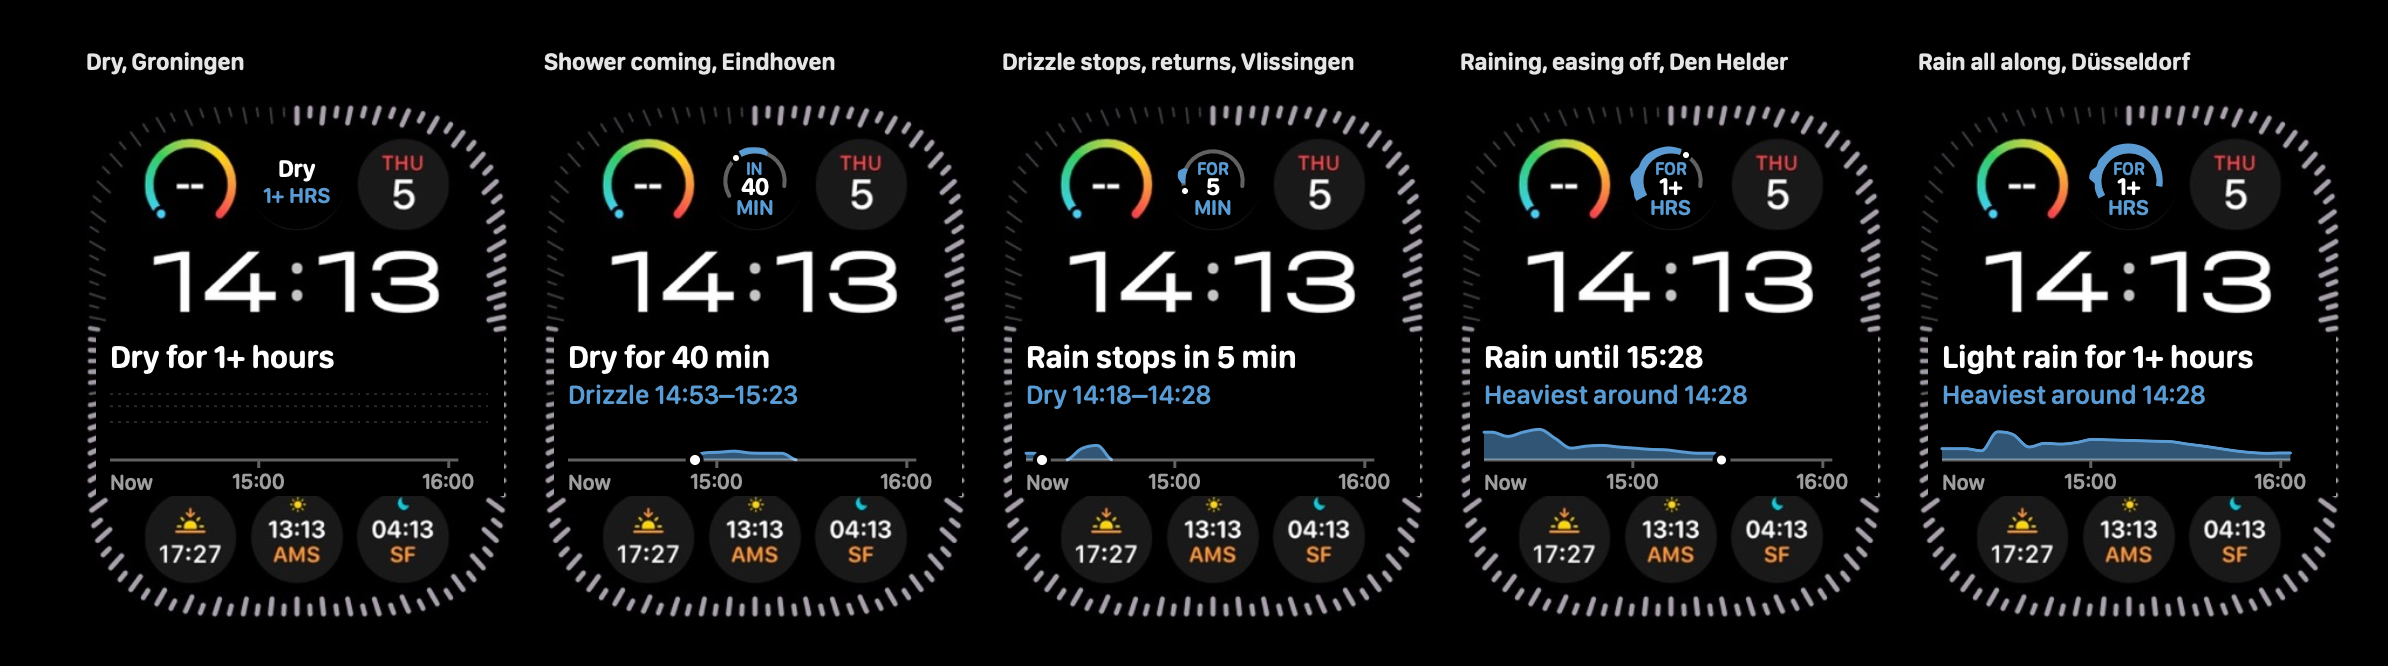 Dry, Groningen
--
Dry
1+ HRS
THU
5
14:13
Dry for 1+ hours
Now 15:00 16:00
17:27
13:13
AMS
04:13
SF
Shower coming, Eindhoven
--
IN
40
MIN
THU
5
14:13
Dry for 40 min
Drizzle 14:53–15:23
Now 15:00 16:00
17:27
13:13
AMS
04:13
SF
Drizzle stops, returns, Vlissingen
--
FOR
5
MIN
THU
5
14:13
Rain stops in 5 min
Dry 14:18–14:28
Now 15:00 16:00
17:27
13:13
AMS
04:13
SF
Raining, easing off, Den Helder
--
FOR
1+
HRS
THU
5
14:13
Rain until 15:28
Heaviest around 14:28
Now 15:00 16:00
17:27
13:13
AMS
04:13
SF
Rain all along, Düsseldorf
--
FOR
1+
HRS
THU
5
14:13
Light rain for 1+ hours
Heaviest around 14:28
Now 15:00 16:00
17:27
13:13
AMS
04:13
SF